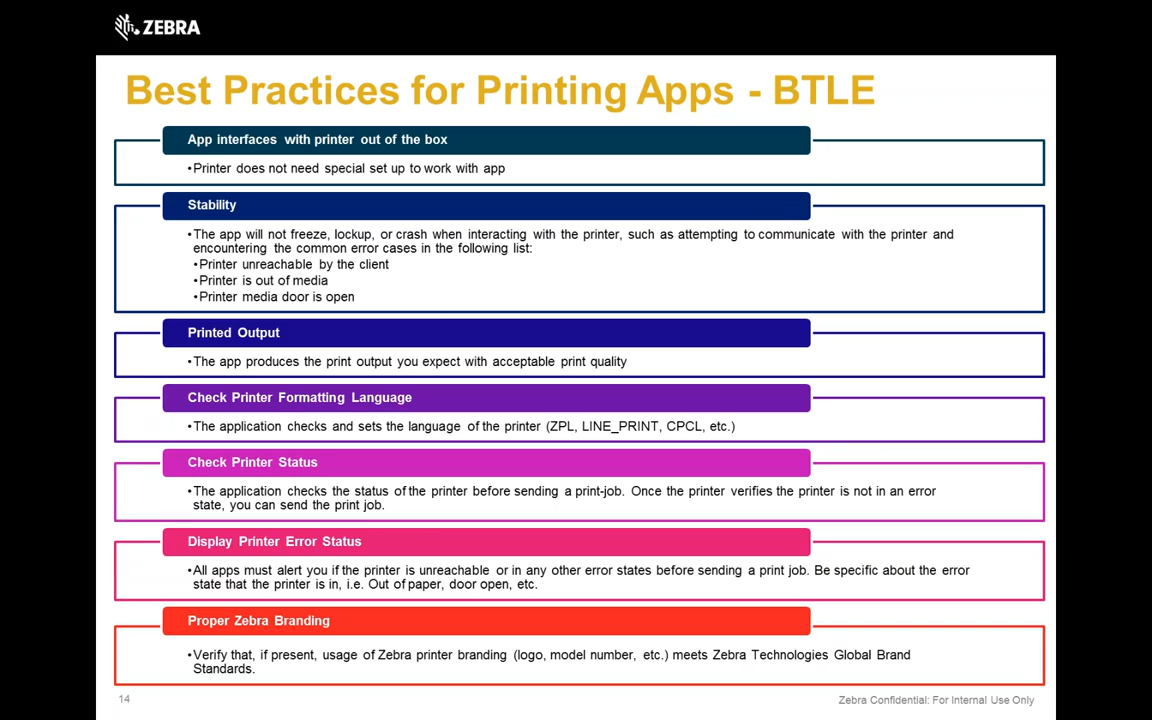 ZEBRA
Best Practices for Printing Apps - BTLE
App interfaces with printer out of the box
•Printer does not need special set up to work with app
Stability
•The app will not freeze, lockup, or crash when interacting with the printer, such as attempting to communicate with the printer and
encountering the common error cases in the following list:
•Printer unreachable by the client
•Printer is out of media
•Printer media door is open
Printed Output
•The app produces the print output you expect with acceptable print quality
Check Printer Formatting Language
•The application checks and sets the language of the printer (ZPL, LINE_PRINT, CPCL, etc.)
Check Printer Status
•The application checks the status of the printer before sending a print-job. Once the printer verifies the printer is not in an error
state, you can send the print job.
Display Printer Error Status
•All apps must alert you if the printer is unreachable or in any other error states before sending a print job. Be specific about the error
state that the printer is in, i.e. Out of paper, door open, etc.
Proper Zebra Branding
•Verify that, if present, usage of Zebra printer branding (logo, model number, etc.) meets Zebra Technologies Global Brand
Standards.
14
Zebra Confidential: For Internal Use Only